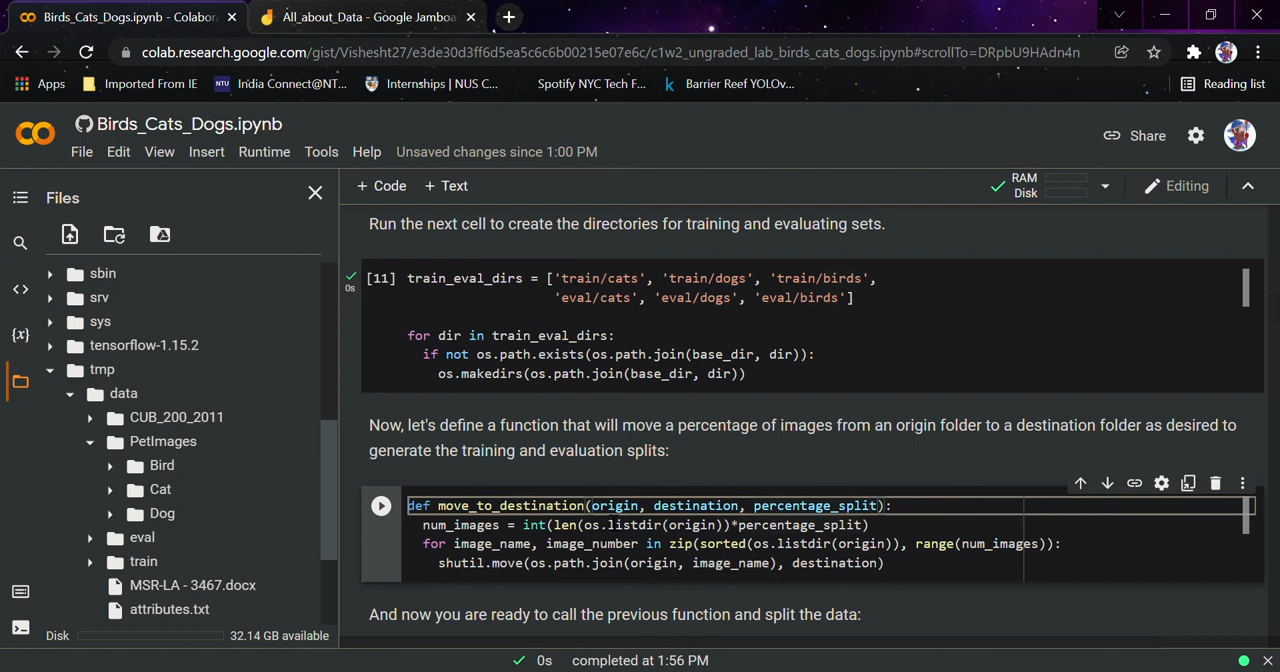 Birds_Cats_Dogs.ipynb - Colabora
All_about_Data - Google Jamboa
colab.research.google.com/gist/Vishesht27/e3de30d3ff6d5ea5c6c6b00215e07e6c/c1w2_ungraded_lab_birds_cats_dogs.ipynb#scrollTo=DRpbU9HAdn4n
Apps
Imported From IE
NTU
India Connect@NT...
Internships | NUS C...
Spotify NYC Tech F...
k
Barrier Reef YOLOv...
Reading list
Birds_Cats_Dogs.ipynb
File Edit View Insert Runtime Tools Help Unsaved changes since 1:00 PM
Share
Files
+ Code + Text
RAM
Disk
Editing
sbin
srv
sys
tensorflow-1.15.2
tmp
data
CUB_200_2011
PetImages
Bird
Cat
Dog
eval
train
MSR-LA - 3467.docx
attributes.txt
Disk 32.14 GB available
Run the next cell to create the directories for training and evaluating sets.
[11] train_eval_dirs = ['train/cats', 'train/dogs', 'train/birds',
0s
'eval/cats', 'eval/dogs', 'eval/birds']
for dir in train_eval_dirs:
if not os.path.exists(os.path.join(base_dir, dir)):
os.makedirs(os.path.join(base_dir, dir))
Now, let's define a function that will move a percentage of images from an origin folder to a destination folder as desired to
generate the training and evaluation splits:
def move_to_destination(origin, destination, percentage_split):
num_images = int(len(os.listdir(origin))*percentage_split)
for image_name, image_number in zip(sorted(os.listdir(origin)), range(num_images)):
shutil.move(os.path.join(origin, image_name), destination)
And now you are ready to call the previous function and split the data:
0s completed at 1:56 PM